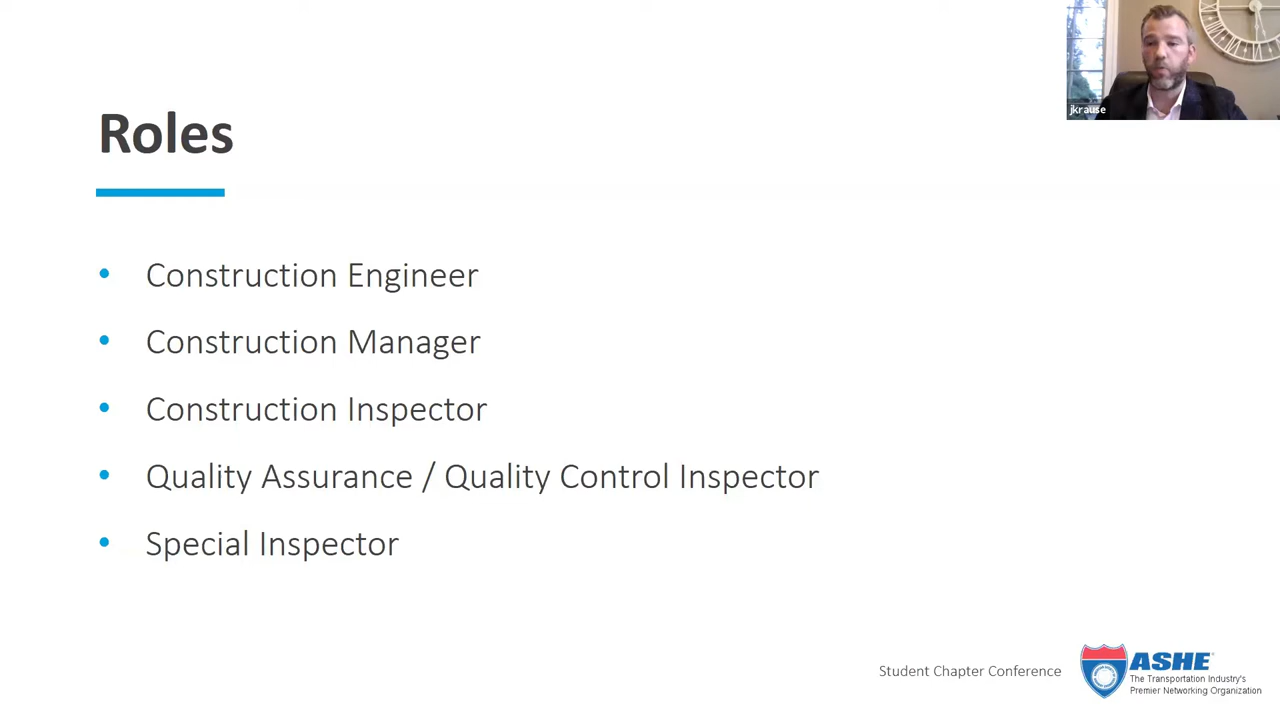 jkrause
Roles
• Construction Engineer
• Construction Manager
• Construction Inspector
• Quality Assurance / Quality Control Inspector
• Special Inspector
Student Chapter Conference
ASHE
The Transportation Industry's
Premier Networking Organization